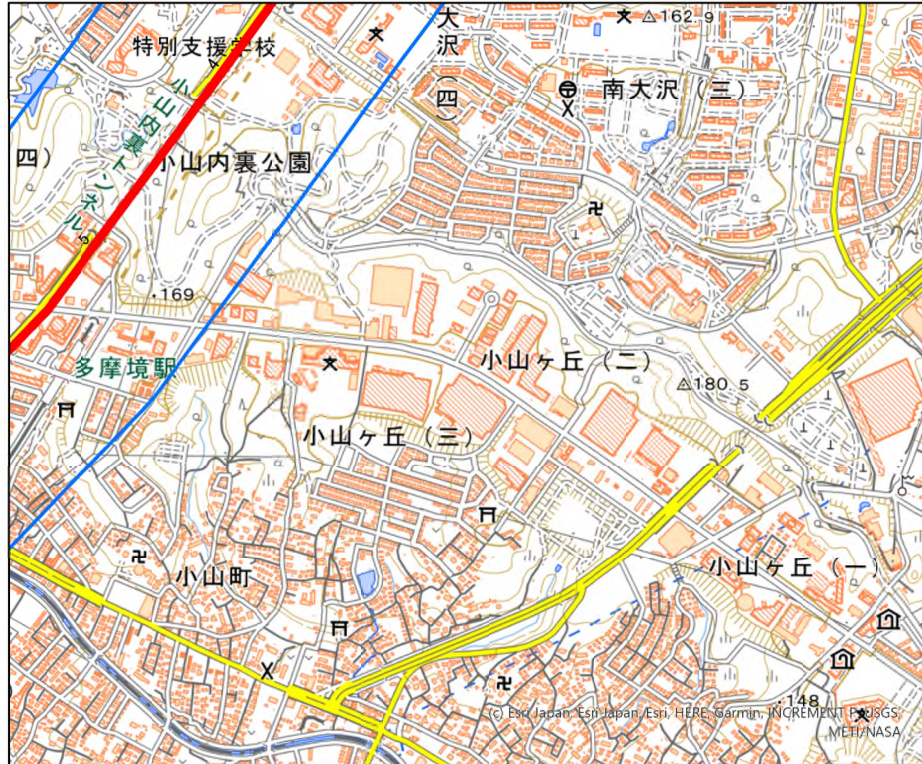 大沢（四）
162.9
特別支援学校
南大沢（三）
4
小山内裏トンネル
四）
小山内裏公園
5
169
多摩境駅
小山ヶ丘（二）
180.5
小山ヶ丘（三）
小山町
小山ヶ丘（一）
148
(c) Esri Japan, Esri Japan, Esri, HERE, Garmin, INCREMENT P, USGS,
METI/NASA